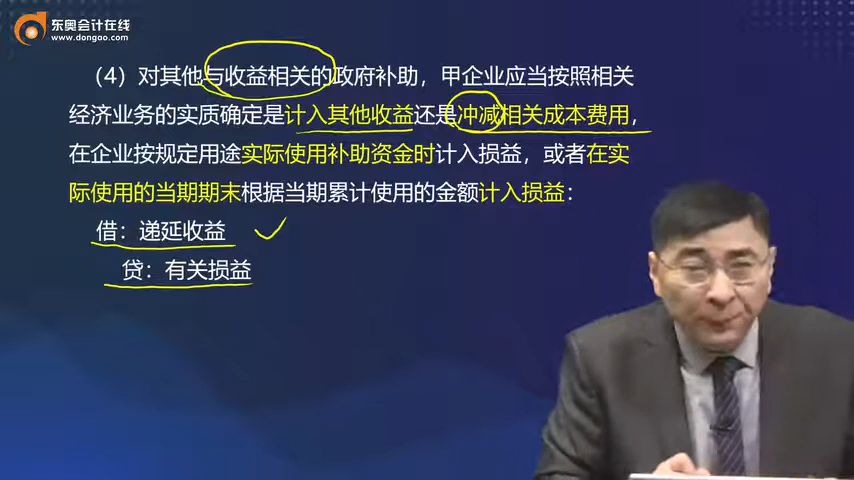 东奥会计在线
www.dongao.com
（4）对其他与收益相关的政府补助，甲企业应当按照相关
经济业务的实质确定是计入其他收益还是冲减相关成本费用，
在企业按规定用途实际使用补助资金时计入损益，或者在实
际使用的当期期末根据当期累计使用的金额计入损益：
借：递延收益
贷：有关损益